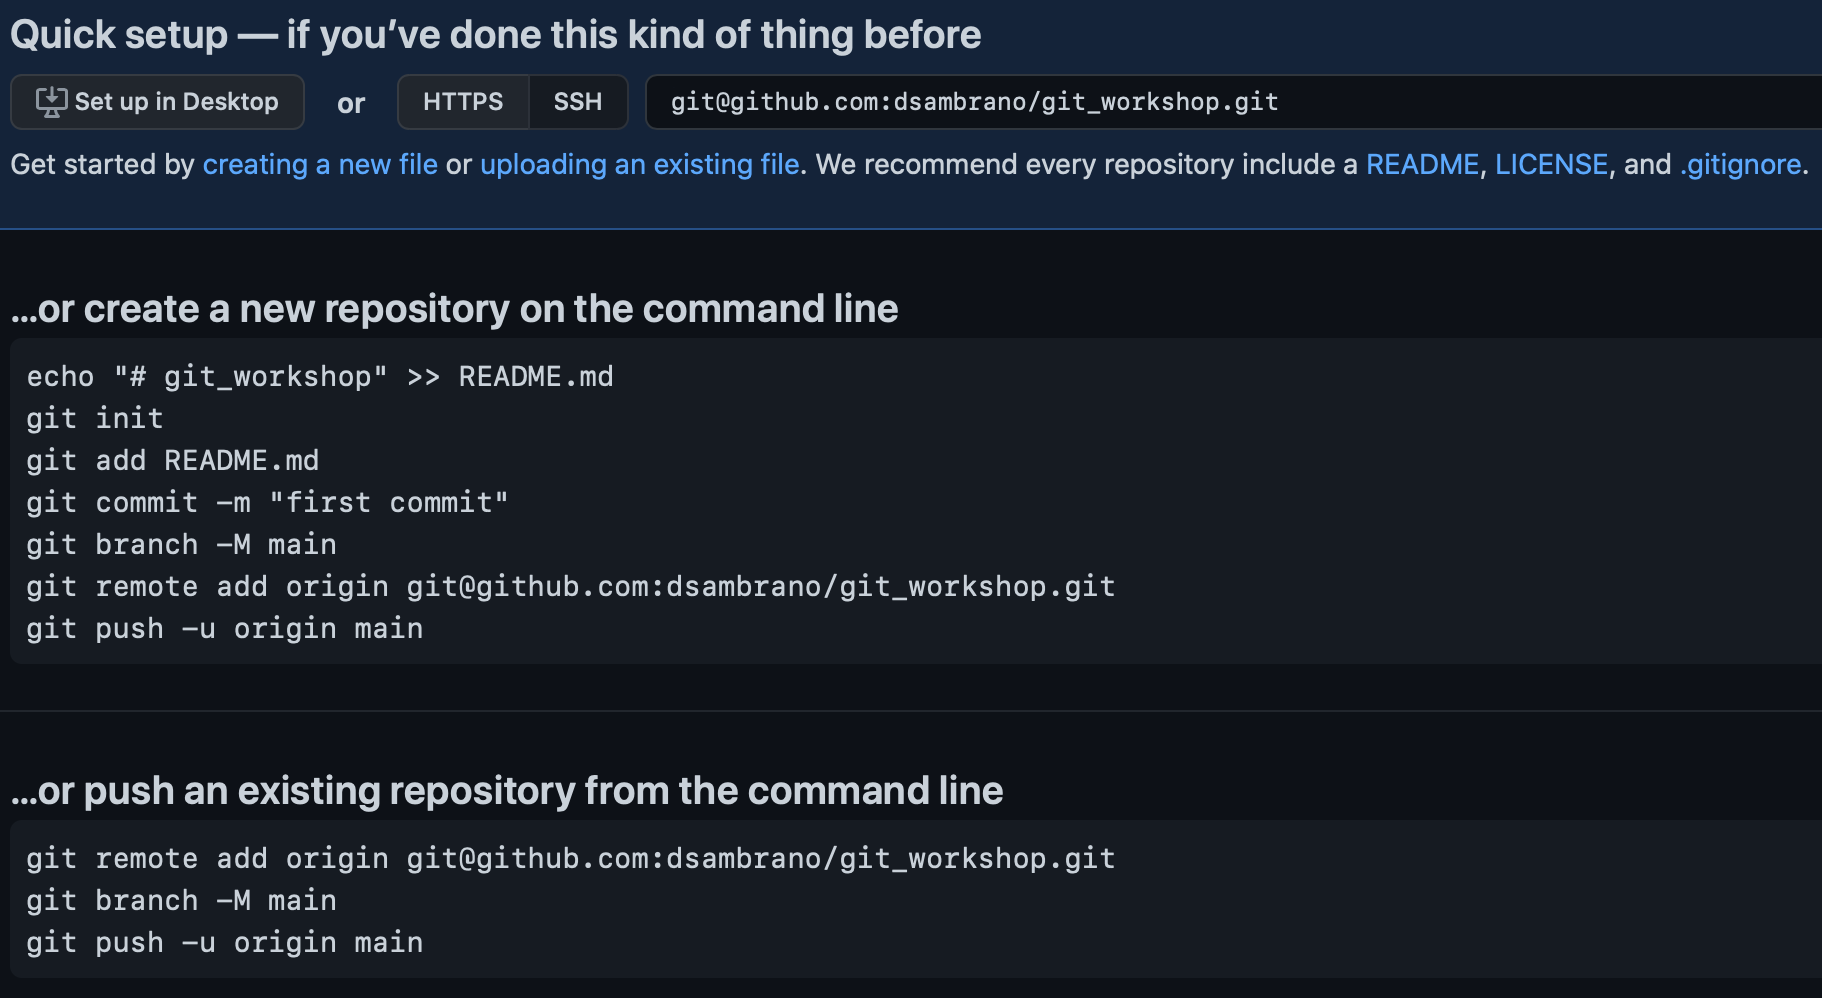 Quick setup — if you’ve done this kind of thing before
Set up in Desktop or HTTPS SSH git@github.com:dsambrano/git_workshop.git
Get started by creating a new file or uploading an existing file. We recommend every repository include a README, LICENSE, and .gitignore.
…or create a new repository on the command line
echo "# git_workshop" >> README.md
git init
git add README.md
git commit -m "first commit"
git branch -M main
git remote add origin git@github.com:dsambrano/git_workshop.git
git push -u origin main
…or push an existing repository from the command line
git remote add origin git@github.com:dsambrano/git_workshop.git
git branch -M main
git push -u origin main